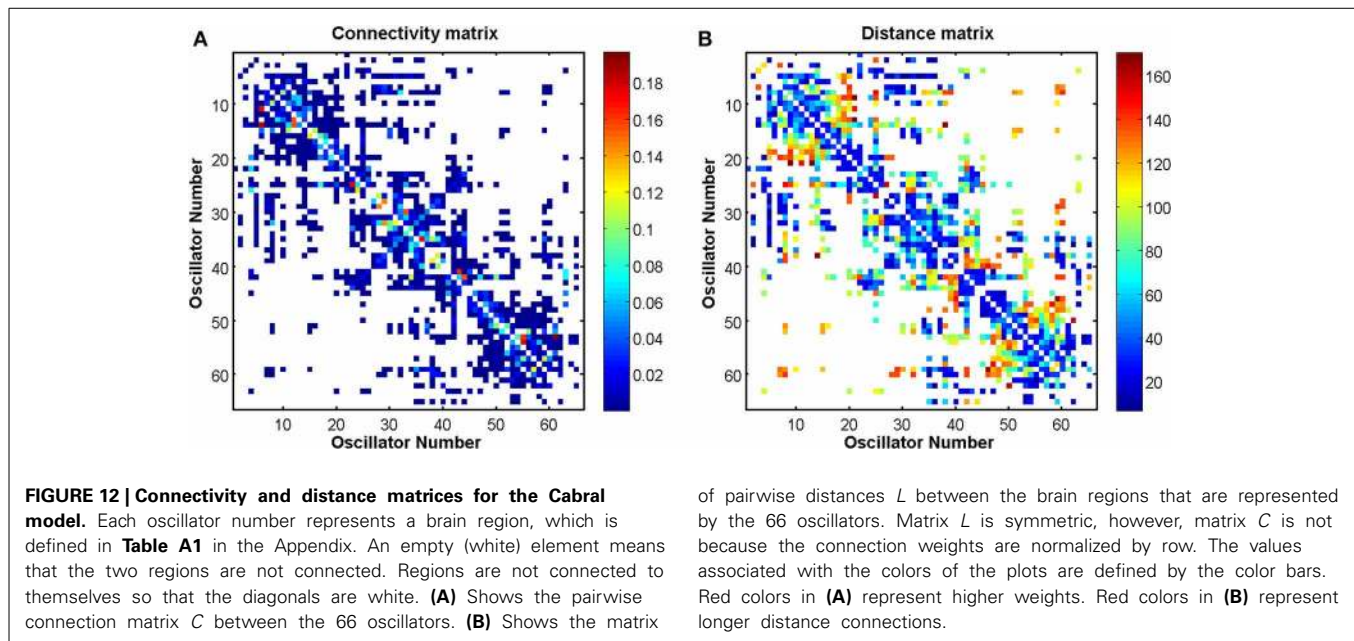 A
Connectivity matrix
Oscillator Number
10
20
30
40
50
60
10 20 30 40 50 60
Oscillator Number
0.18
0.16
0.14
0.12
0.10
0.08
0.06
0.04
0.02
B
Distance matrix
Oscillator Number
10
20
30
40
50
60
10 20 30 40 50 60
Oscillator Number
160
140
120
100
80
60
40
20
FIGURE 12 | Connectivity and distance matrices for the Cabral
model. Each oscillator number represents a brain region, which is
defined in Table A1 in the Appendix. An empty (white) element means
that the two regions are not connected. Regions are not connected to
themselves so that the diagonals are white. (A) Shows the pairwise
connection matrix C between the 66 oscillators. (B) Shows the matrix
of pairwise distances L between the brain regions that are represented
by the 66 oscillators. Matrix L is symmetric, however, matrix C is not
because the connection weights are normalized by row. The values
associated with the colors of the plots are defined by the color bars.
Red colors in (A) represent higher weights. Red colors in (B) represent
longer distance connections.